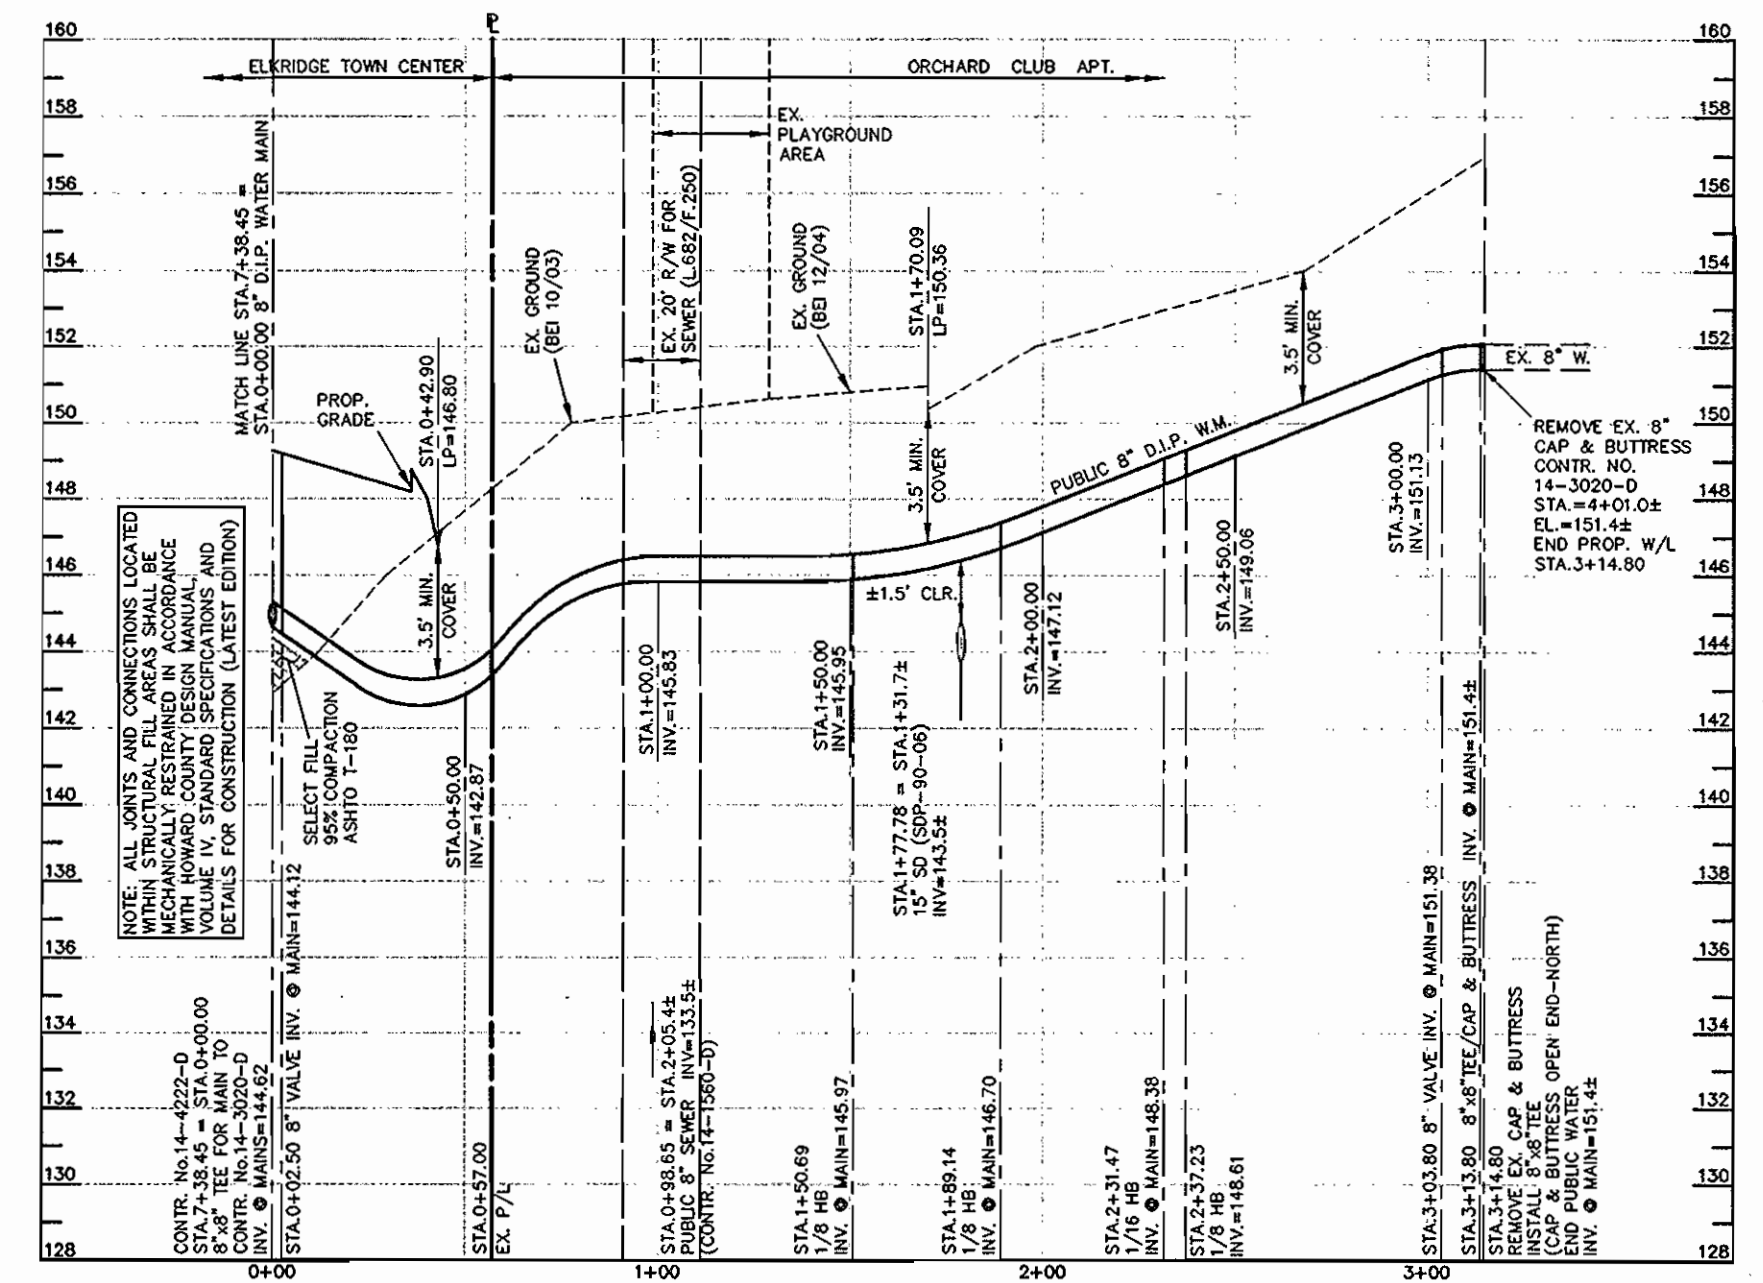 160
158
156
154
152
150
148
146
144
142
140
138
136
134
132
130
128
160
158
156
154
152
150
148
146
144
142
140
138
136
134
132
130
128
0+00
1+00
2+00
3+00
ELKRIDGE TOWN CENTER
PL
ORCHARD CLUB APT.
MATCH LINE STA.7+38.45 =
STA.0+00.00 8" D.I.P. WATER MAIN
PROP.
GRADE
STA.0+42.90
LP=146.80
EX. GROUND
(BEI 10/03)
EX. 20' R/W FOR
SEWER (L.682/F.250)
EX.
PLAYGROUND
AREA
EX. GROUND
(BEI 12/04)
STA.1+70.09
LP=150.36
3.5' MIN.
COVER
3.5' MIN.
COVER
3.5' MIN.
COVER
PUBLIC 8" D.I.P. W.M.
EX. 8" W.
REMOVE EX. 8"
CAP & BUTTRESS
CONTR. NO.
14-3020-D
STA.=4+01.0±
EL.=151.4±
END PROP. W/L
STA.3+14.80
NOTE: ALL JOINTS AND CONNECTIONS LOCATED
WITHIN STRUCTURAL FILL AREAS SHALL BE
MECHANICALLY RESTRAINED IN ACCORDANCE
WITH HOWARD COUNTY DESIGN MANUAL,
VOLUME IV, STANDARD SPECIFICATIONS AND
DETAILS FOR CONSTRUCTION (LATEST EDITION)
SELECT FILL
95% COMPACTION
ASHTO T-180
STA.0+50.00
INV.=142.87
STA.1+00.00
INV.=145.83
STA.1+50.00
INV.=145.95
±1.5' CLR.
STA.1+77.78 = STA.1+31.7±
15" SD (SDP-90-06)
INV=143.5±
STA.2+00.00
INV.=147.12
STA.2+50.00
INV.=149.06
STA.3+00.00
INV.=151.13
CONTR. No.14-4222-D
STA.7+38.45 = STA.0+00.00
8"x8" TEE FOR MAIN TO
CONTR. No.14-3020-D
INV. @ MAINS=144.62
STA.0+02.50 8" VALVE INV. @ MAIN=144.12
STA.0+57.00
EX. P/L
STA.0+98.65 = STA.2+05.4±
PUBLIC 8" SEWER INV=133.5±
(CONTR. No.14-1560-D)
STA.1+50.69
1/8 HB
INV. @ MAIN=145.97
STA.1+89.14
1/8 HB
INV. @ MAIN=146.70
STA.2+31.47
1/16 HB
INV. @ MAIN=148.38
STA.2+37.23
1/8 HB
INV.=148.61
STA.3+03.80 8" VALVE INV. @ MAIN=151.38
STA.3+13.80 8"x8"TEE/CAP & BUTTRESS INV. @ MAIN=151.4±
STA.3+14.80
REMOVE EX. CAP & BUTTRESS
INSTALL 8"x8"TEE
(CAP & BUTTRESS OPEN END-NORTH)
END PUBLIC WATER
INV. @ MAIN=151.4±